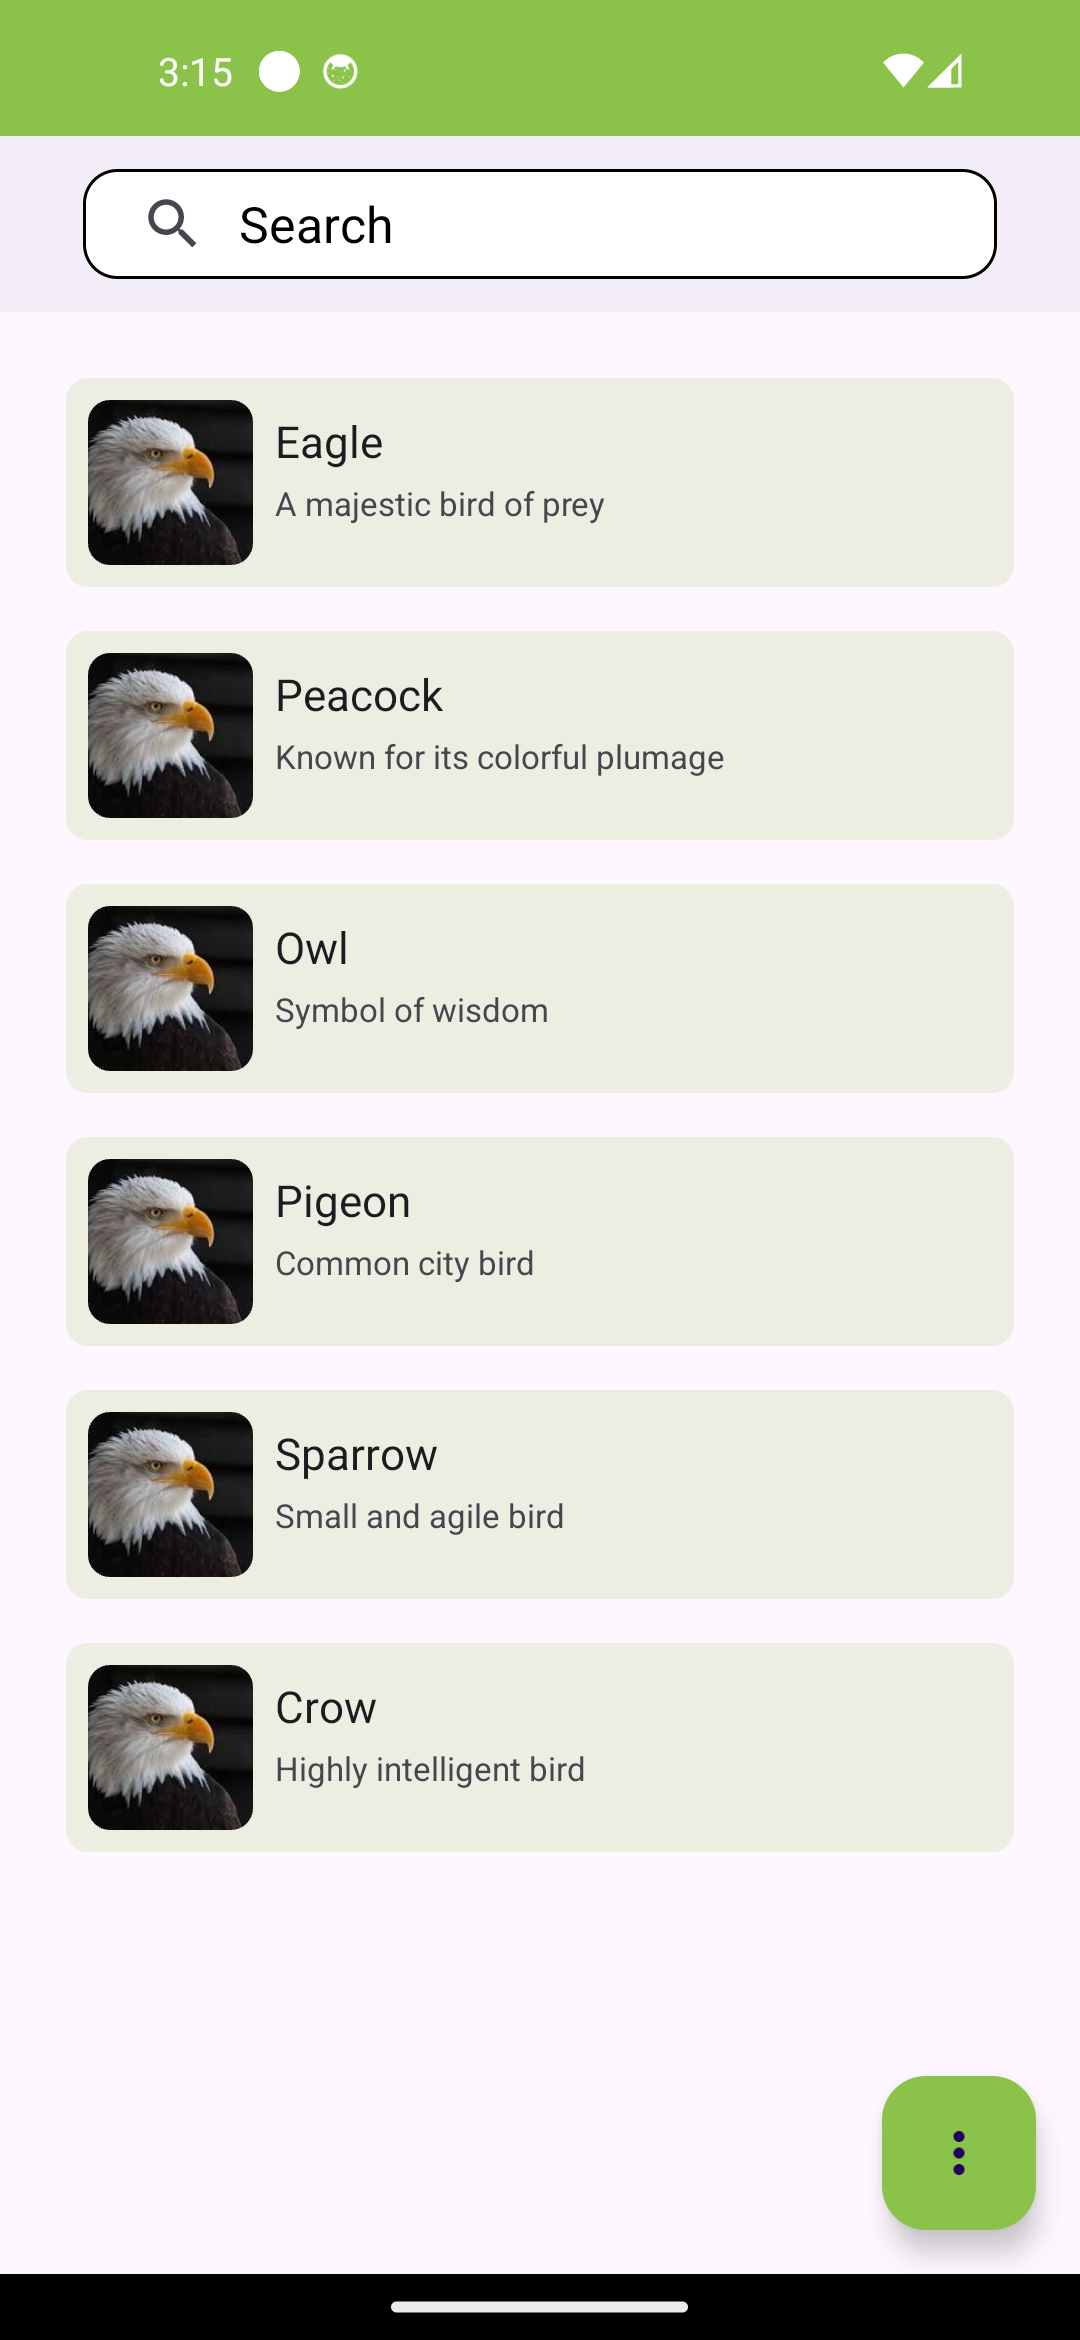 3:15
Search
Eagle
A majestic bird of prey
Peacock
Known for its colorful plumage
Owl
Symbol of wisdom
Pigeon
Common city bird
Sparrow
Small and agile bird
Crow
Highly intelligent bird